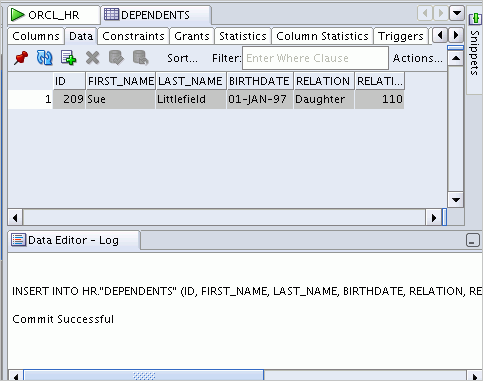 ORCL_HR DEPENDENTS
Columns Data Constraints Grants Statistics Column Statistics Triggers
Snippets
Sort... Filter: Enter Where Clause Actions...
ID FIRST_NAME LAST_NAME BIRTHDATE RELATION RELATI...
1 209 Sue Littlefield 01-JAN-97 Daughter 110
Data Editor - Log
INSERT INTO HR."DEPENDENTS" (ID, FIRST_NAME, LAST_NAME, BIRTHDATE, RELATION, RE
Commit Successful